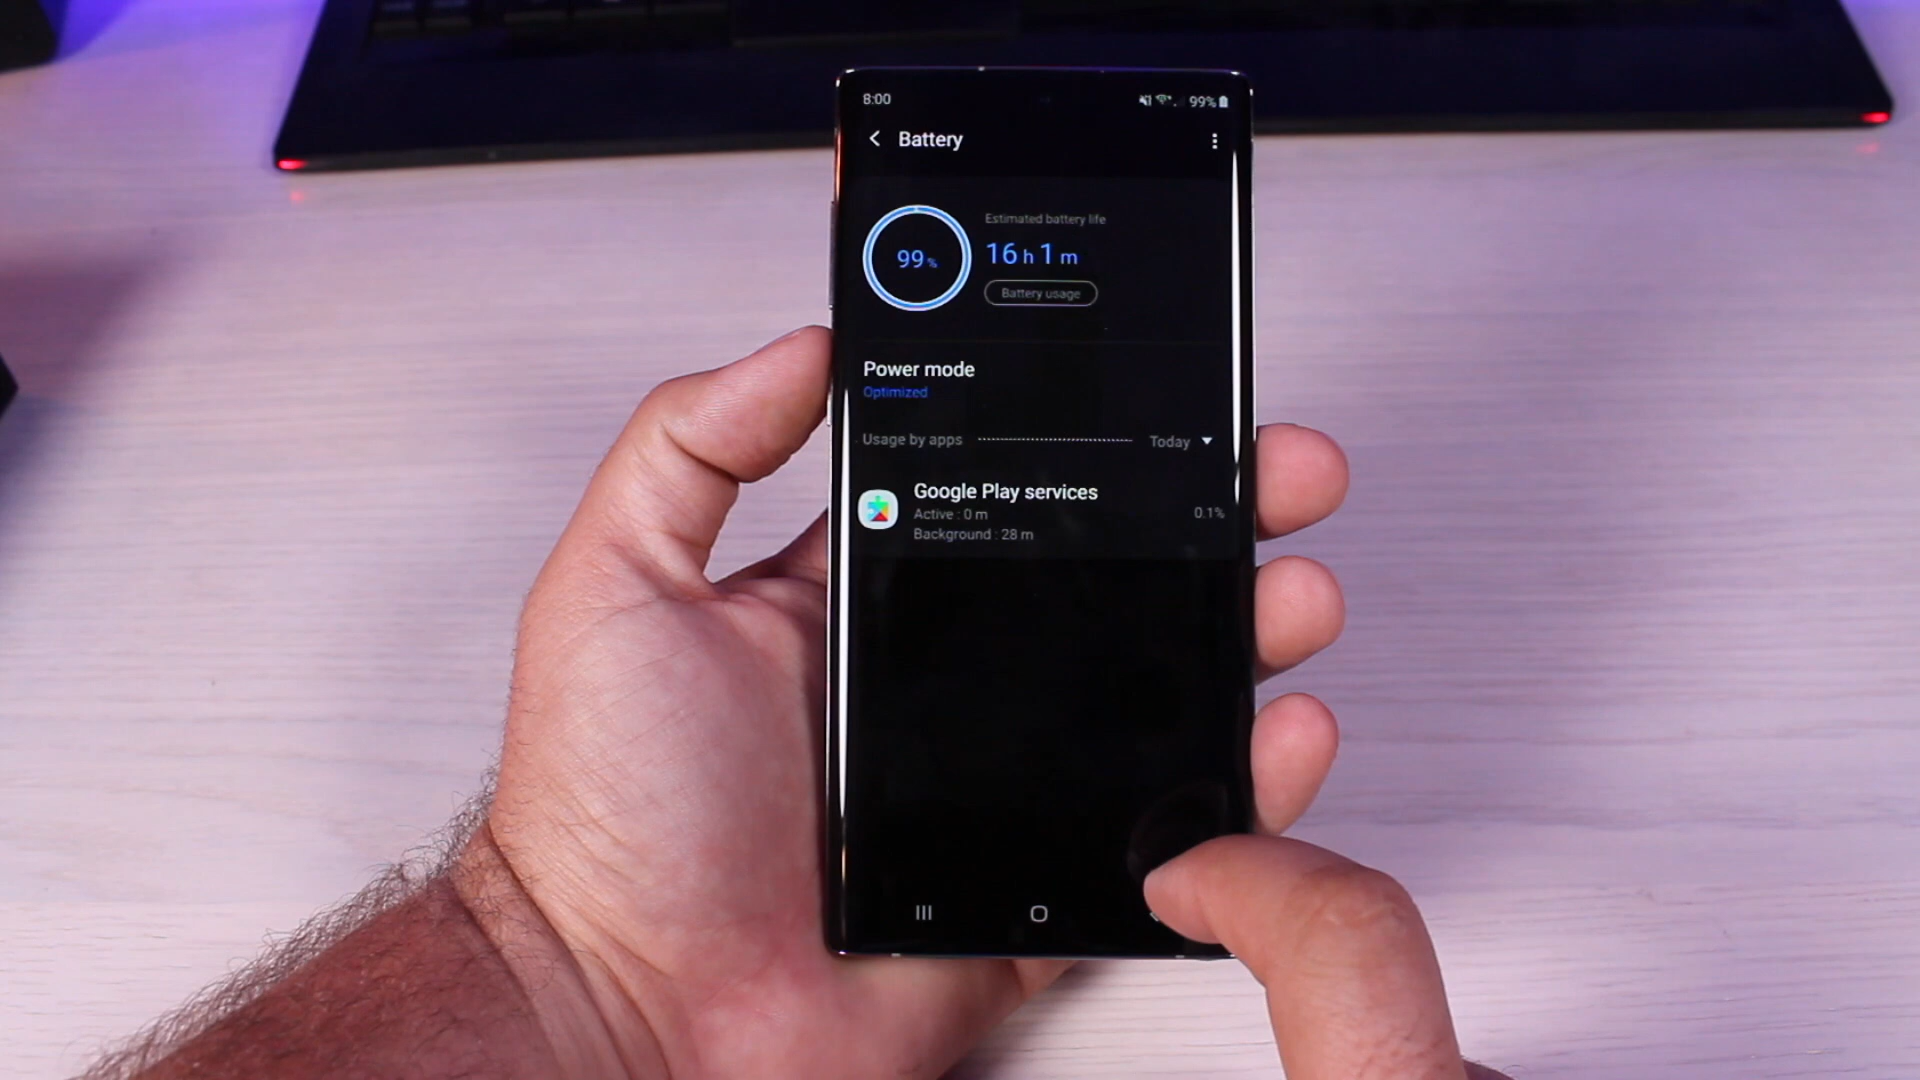 8:00 99%
Battery
99%
Estimated battery life
16 h 1 m
Battery usage
Power mode
Optimized
Usage by apps Today
Google Play services
Active : 0 m
0.1%
Background : 28 m